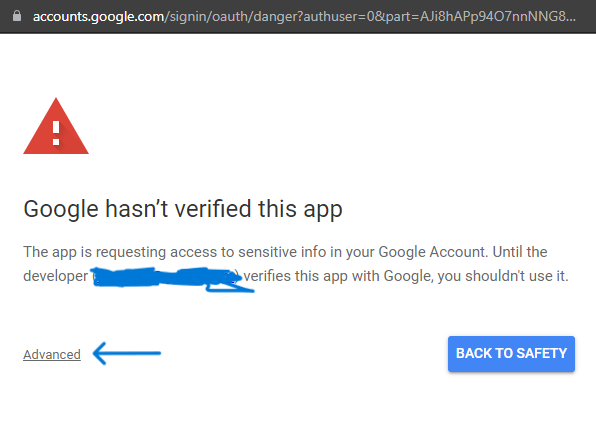 accounts.google.com/signin/oauth/danger?authuser=0&part=AJi8hAPp94O7nnNNG8...
Google hasn't verified this app
The app is requesting access to sensitive info in your Google Account. Until the
developer verifies this app with Google, you shouldn't use it.
Advanced
BACK TO SAFETY